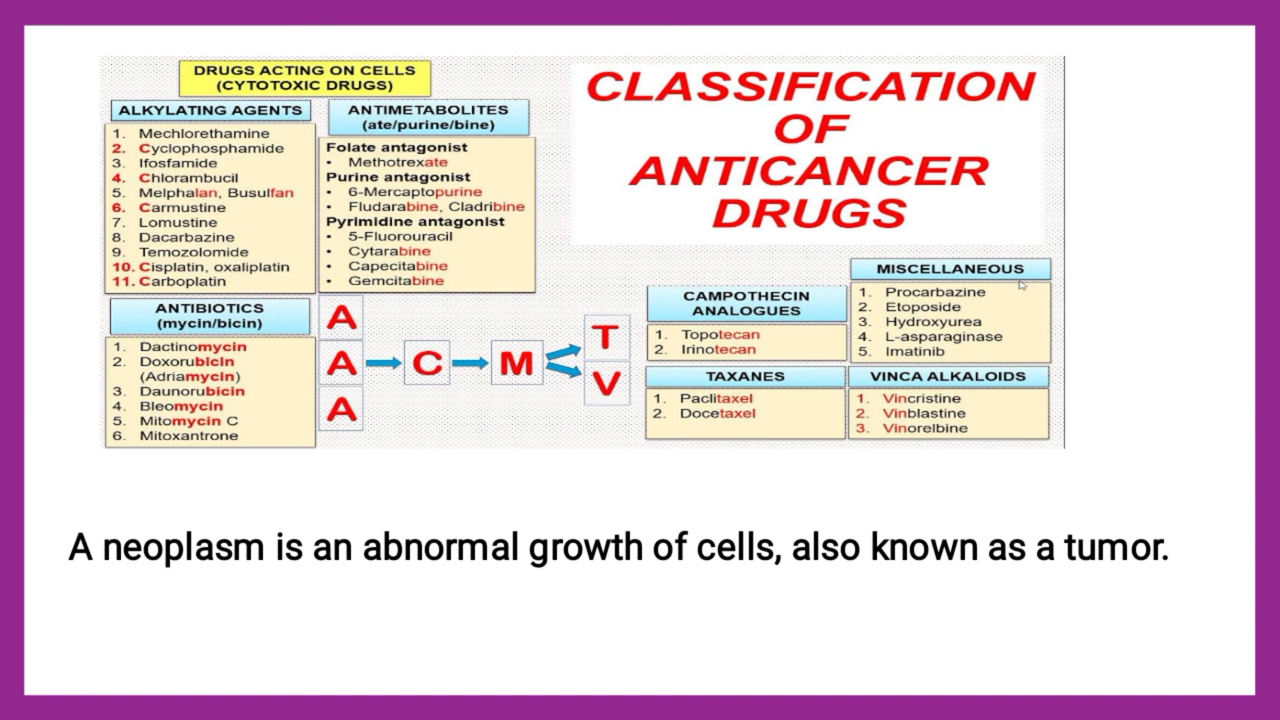 DRUGS ACTING ON CELLS
(CYTOTOXIC DRUGS)
ALKYLATING AGENTS
1. Mechlorethamine
2. Cyclophosphamide
3. Ifosfamide
4. Chlorambucil
5. Melphalan, Busulfan
6. Carmustine
7. Lomustine
8. Dacarbazine
9. Temozolomide
10. Cisplatin, oxaliplatin
11. Carboplatin
ANTIMETABOLITES
(ate/purine/bine)
Folate antagonist
• Methotrexate
Purine antagonist
• 6-Mercaptopurine
• Fludarabine, Cladribine
Pyrimidine antagonist
• 5-Fluorouracil
• Cytarabine
• Capecitabine
• Gemcitabine
CLASSIFICATION
OF
ANTICANCER
DRUGS
ANTIBIOTICS
(mycin/bicin)
1. Dactinomycin
2. Doxorubicin
(Adriamycin)
3. Daunorubicin
4. Bleomycin
5. Mitomycin C
6. Mitoxantrone
A
A
A
C
M
T
V
CAMPOTHECIN
ANALOGUES
1. Topotecan
2. Irinotecan
MISCELLANEOUS
1. Procarbazine
2. Etoposide
3. Hydroxyurea
4. L-asparaginase
5. Imatinib
TAXANES
1. Paclitaxel
2. Docetaxel
VINCA ALKALOIDS
1. Vincristine
2. Vinblastine
3. Vinorelbine
A neoplasm is an abnormal growth of cells, also known as a tumor.